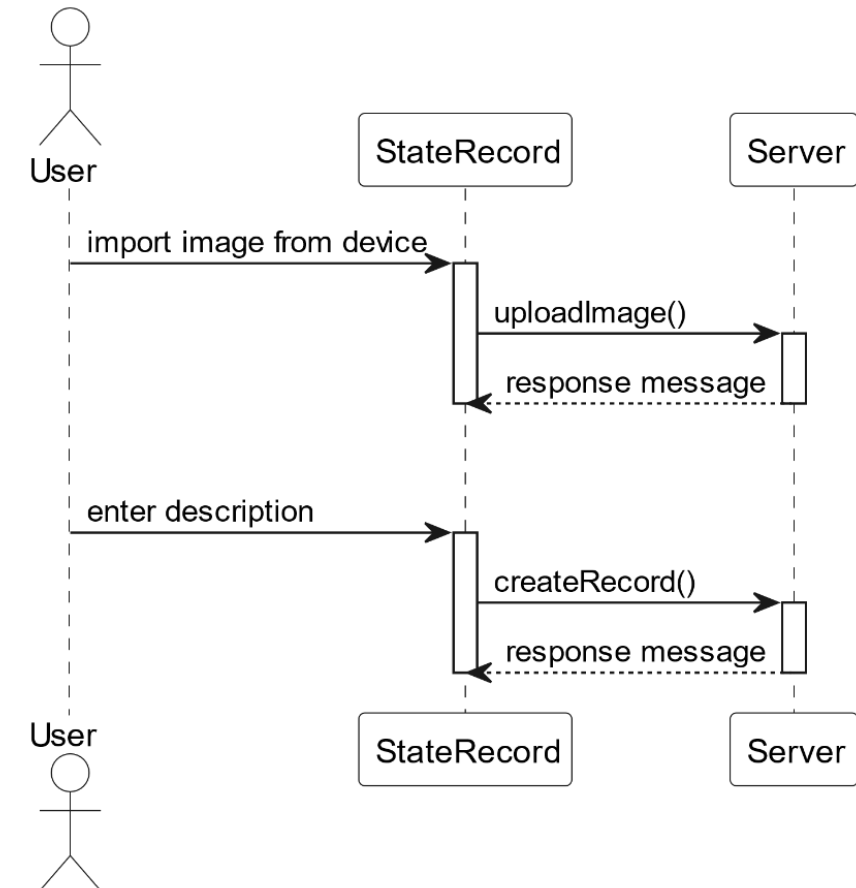 User
StateRecord
Server
import image from device
uploadImage()
response message
enter description
createRecord()
response message
User
StateRecord
Server